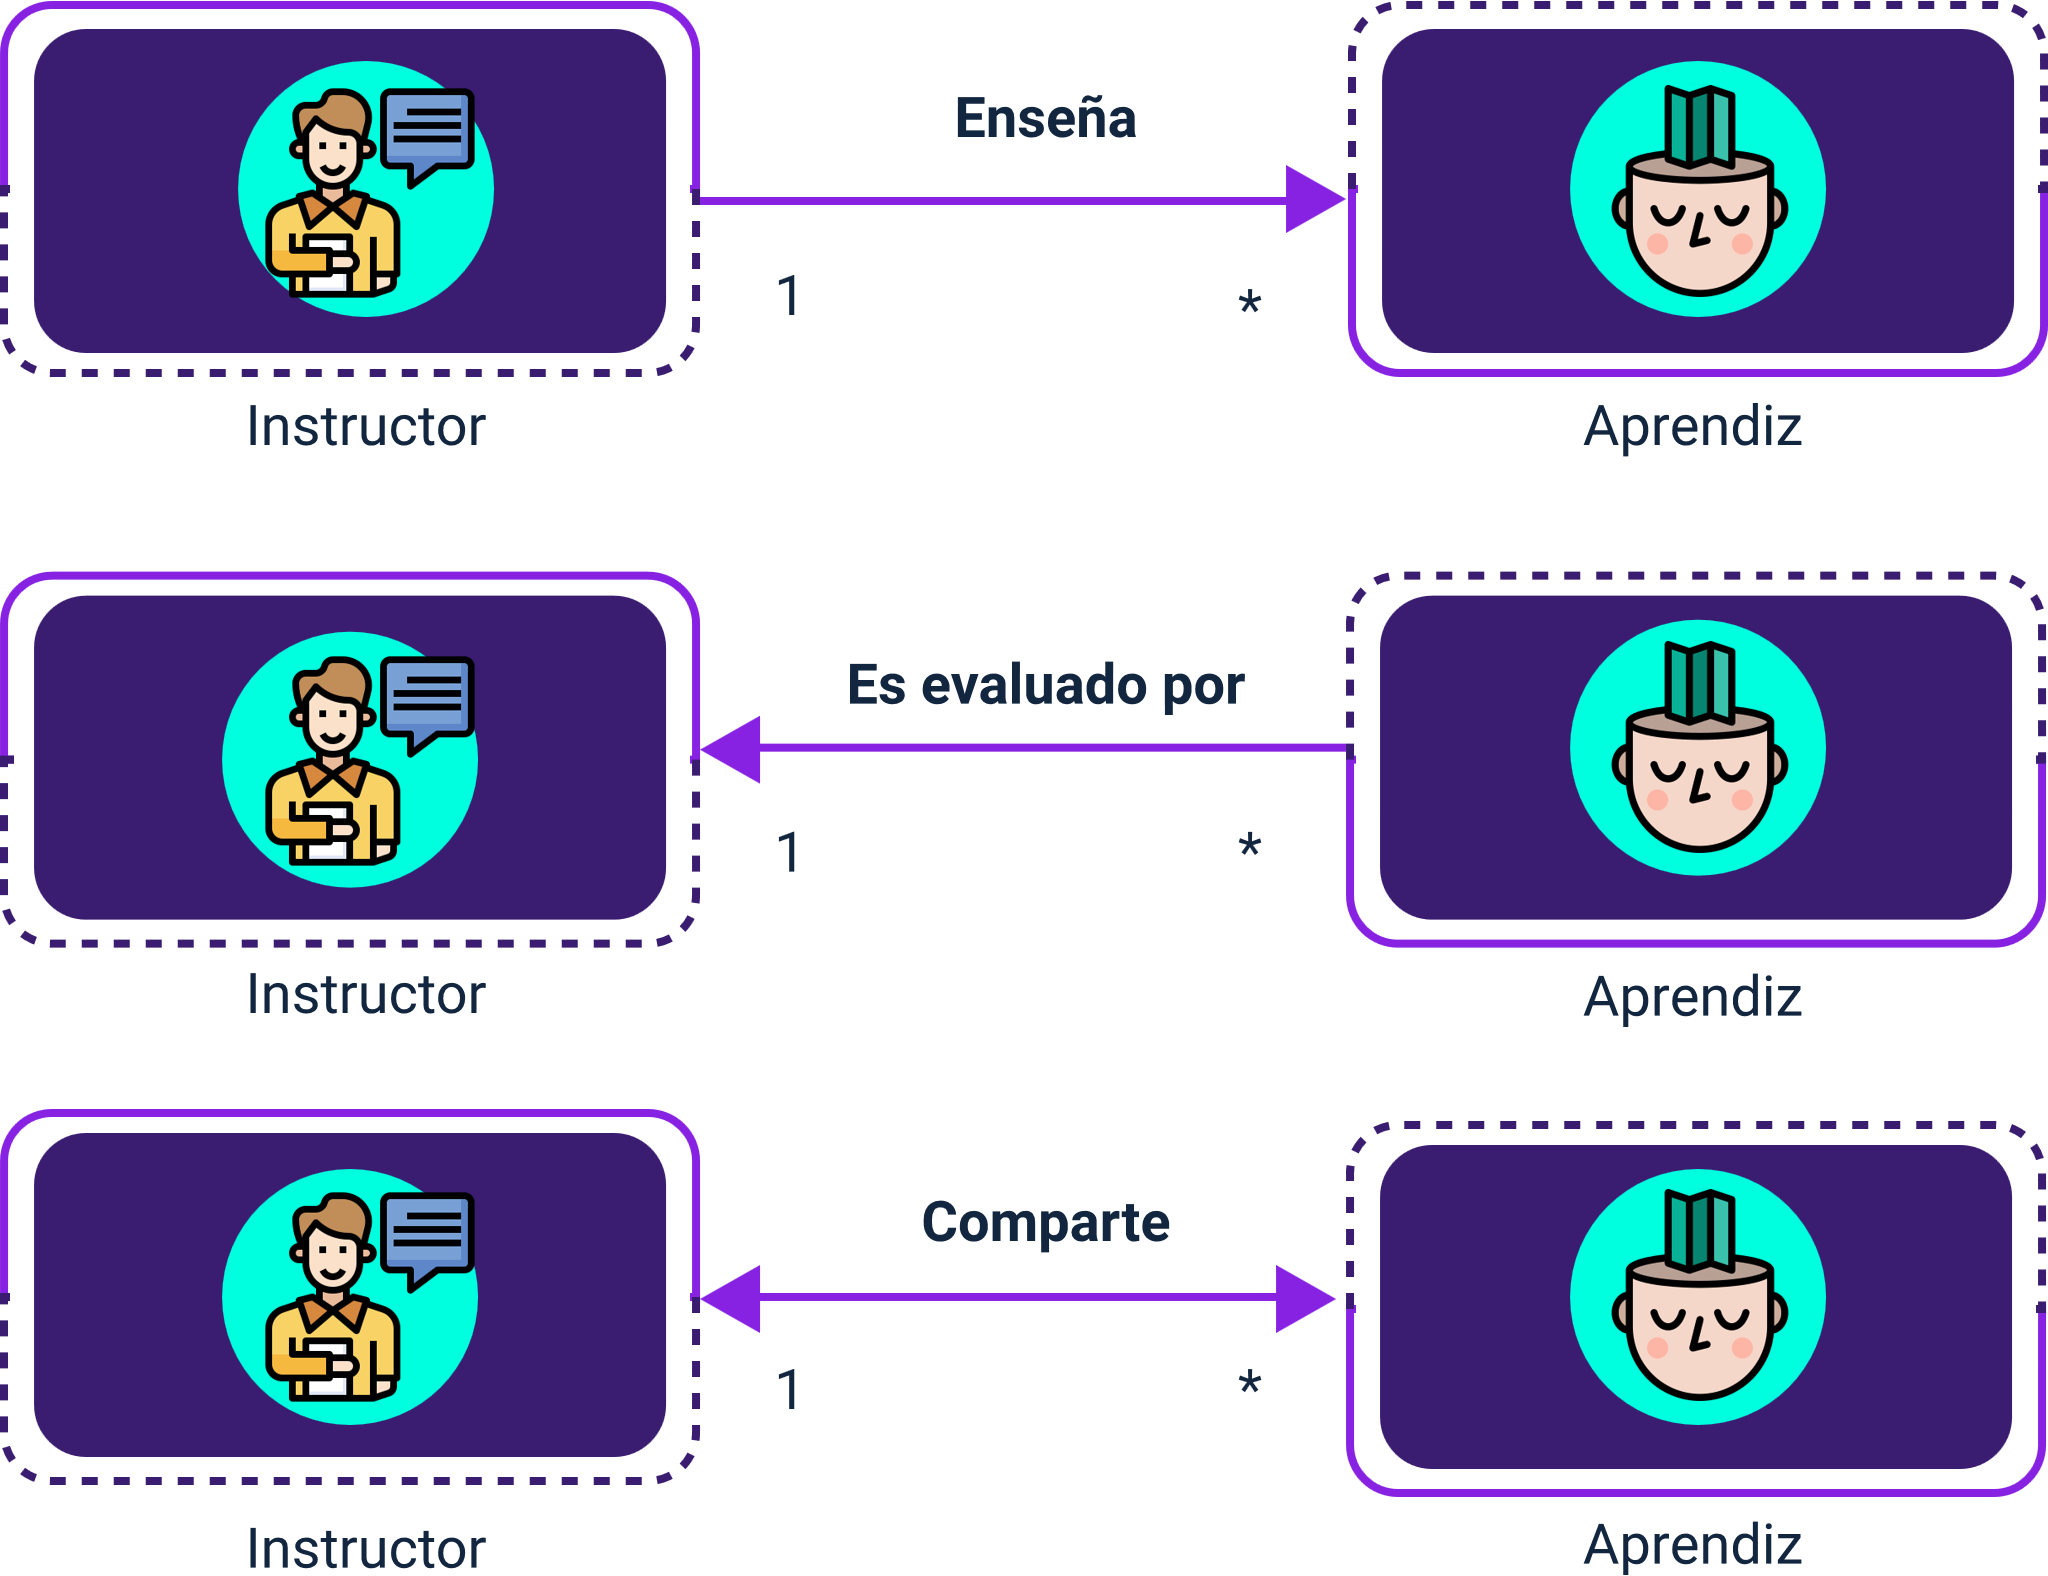 Enseña
1
*
Instructor
Aprendiz
Es evaluado por
1
*
Instructor
Aprendiz
Comparte
1
*
Instructor
Aprendiz